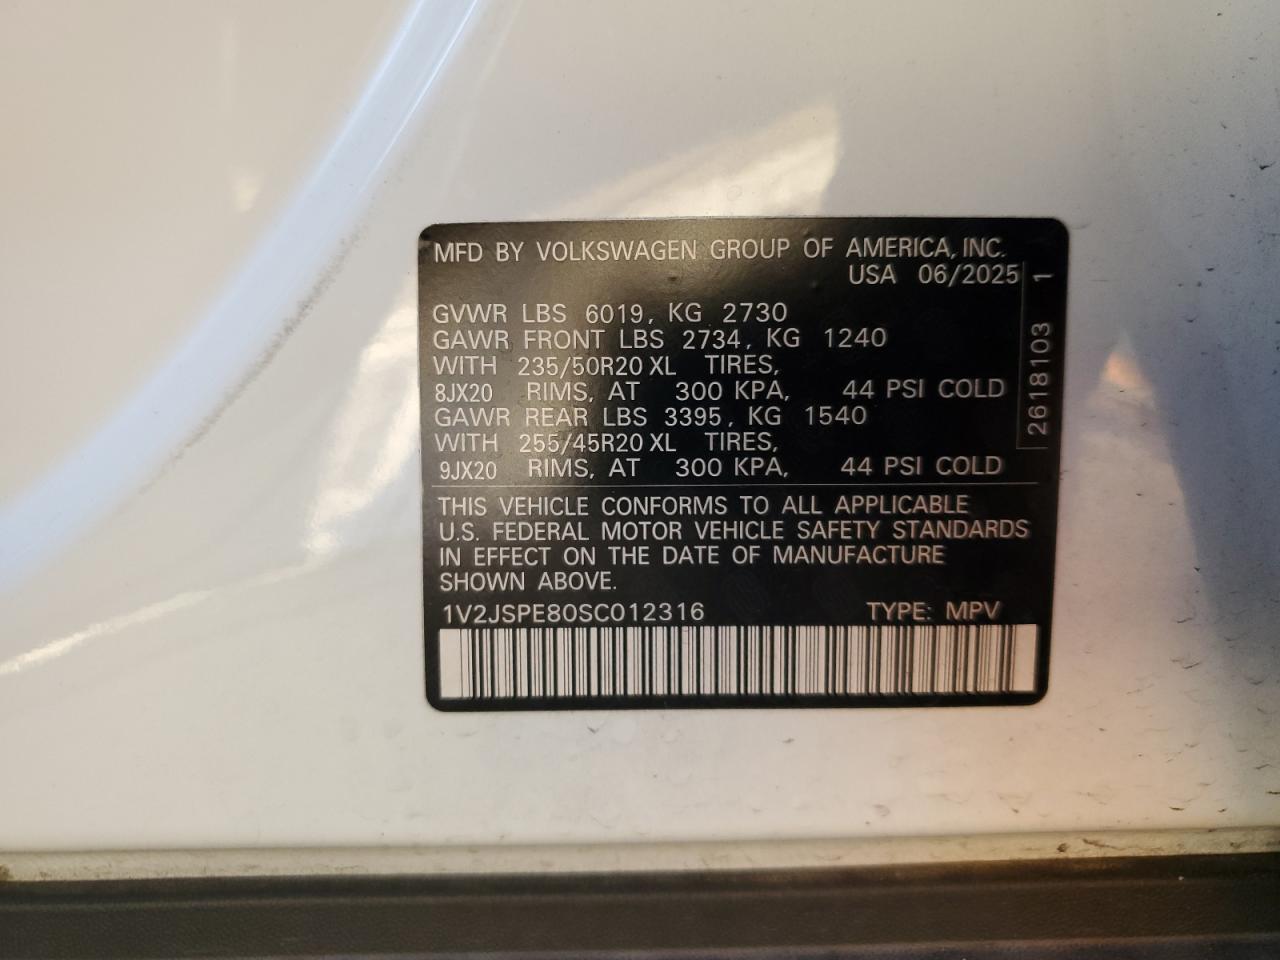 MFD BY VOLKSWAGEN GROUP OF AMERICA, INC.
USA 06/2025
GVWR LBS 6019, KG 2730
GAWR FRONT LBS 2734, KG 1240
WITH 235/50R20 XL TIRES,
8JX20 RIMS, AT 300 KPA, 44 PSI COLD
GAWR REAR LBS 3395, KG 1540
WITH 255/45R20 XL TIRES,
9JX20 RIMS, AT 300 KPA, 44 PSI COLD
THIS VEHICLE CONFORMS TO ALL APPLICABLE
U.S. FEDERAL MOTOR VEHICLE SAFETY STANDARDS
IN EFFECT ON THE DATE OF MANUFACTURE
SHOWN ABOVE.
1V2JSPE80SC012316 TYPE: MPV
2618103 1